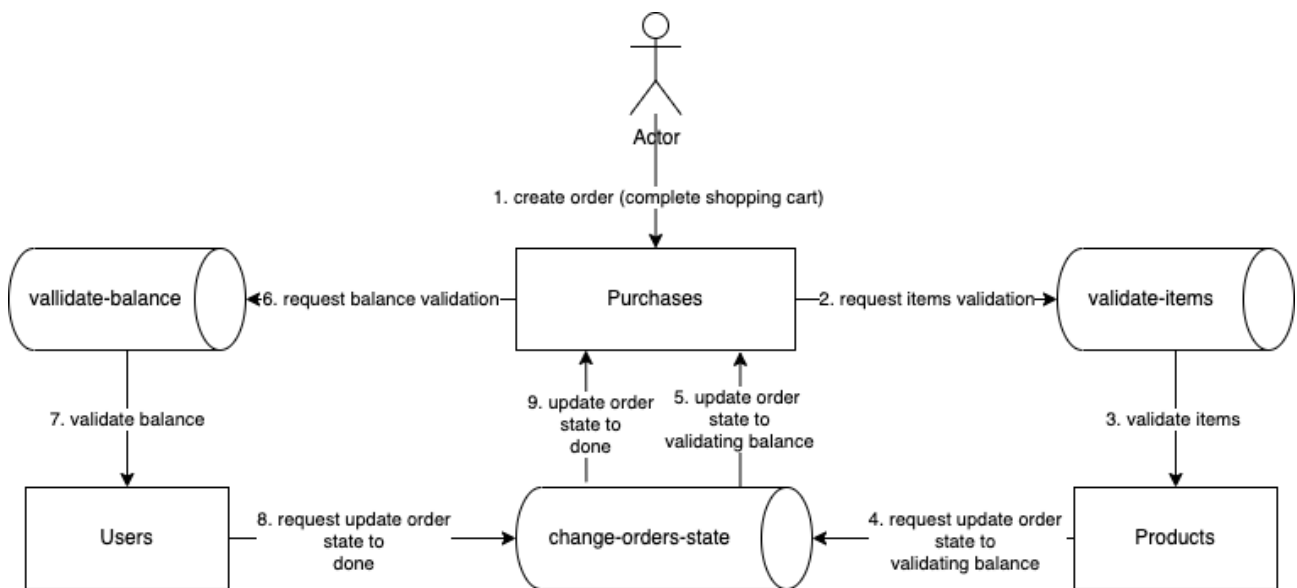 Actor
1. create order (complete shopping cart)
vallidate-balance
6. request balance validation
Purchases
2. request items validation
validate-items
7. validate balance
9. update order
state to
done
5. update order
state to
validating balance
3. validate items
Users
8. request update order
state to
done
change-orders-state
4. request update order
state to
validating balance
Products